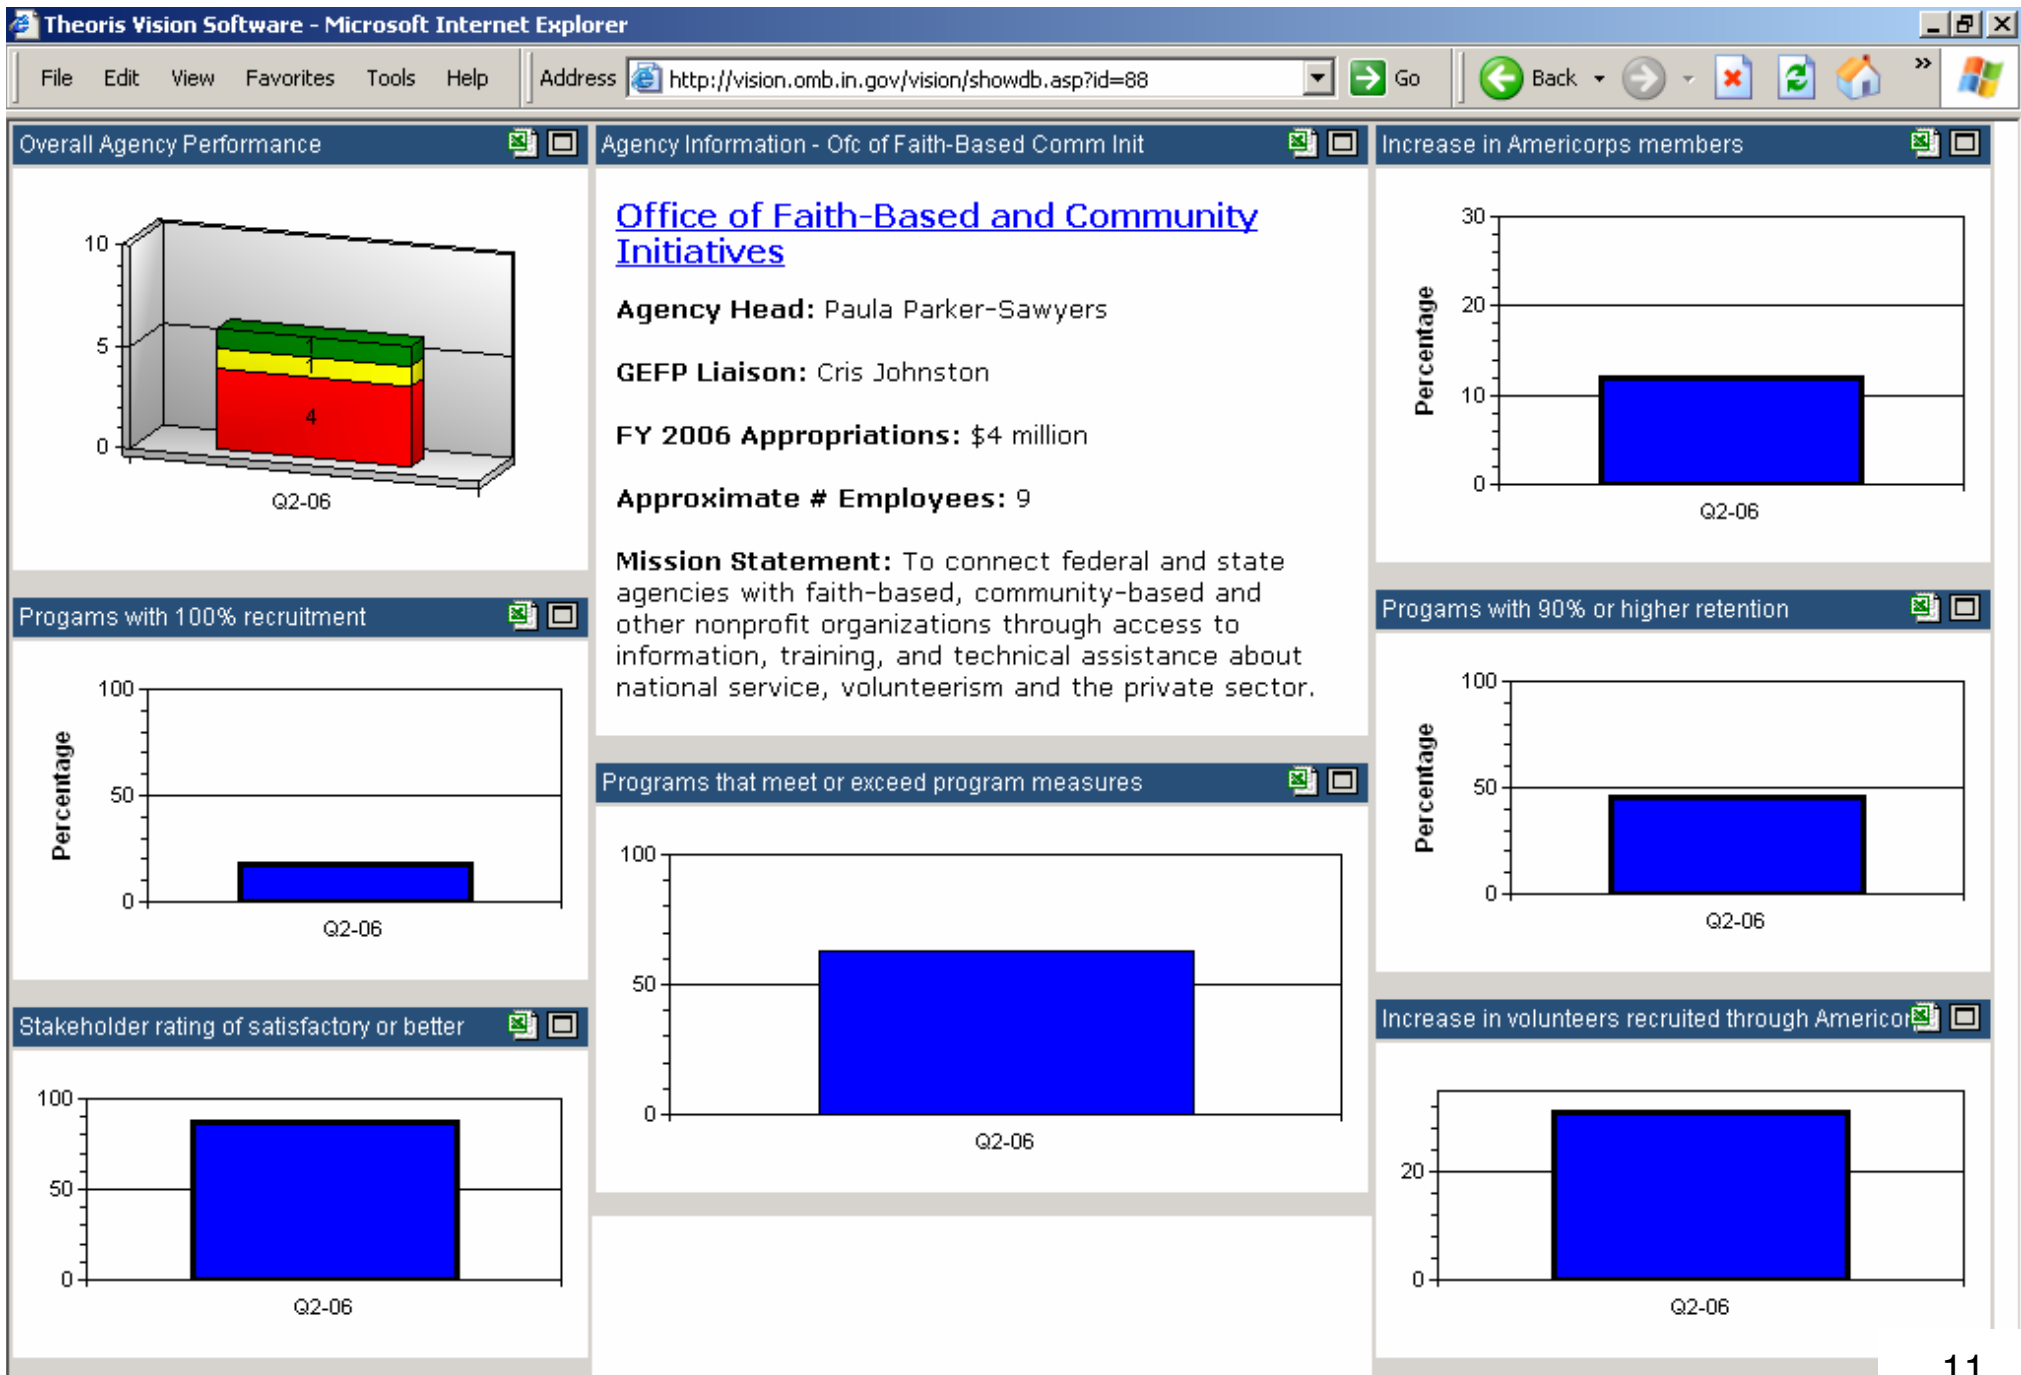 Theoris Vision Software - Microsoft Internet Explorer
File Edit View Favorites Tools Help Address http://vision.omb.in.gov/vision/showdb.asp?id=88 Go Back »
Overall Agency Performance
10
5
0
1
1
4
Q2-06
Agency Information - Ofc of Faith-Based Comm Init
Office of Faith-Based and Community
Initiatives
Agency Head: Paula Parker-Sawyers
GEFP Liaison: Cris Johnston
FY 2006 Appropriations: $4 million
Approximate # Employees: 9
Mission Statement: To connect federal and state
agencies with faith-based, community-based and
other nonprofit organizations through access to
information, training, and technical assistance about
national service, volunteerism and the private sector.
Increase in Americorps members
Percentage
30
20
10
0
Q2-06
Progams with 100% recruitment
Percentage
100
50
0
Q2-06
Programs that meet or exceed program measures
100
50
0
Q2-06
Progams with 90% or higher retention
Percentage
100
50
0
Q2-06
Stakeholder rating of satisfactory or better
100
50
0
Q2-06
Increase in volunteers recruited through Americor
20
0
Q2-06
11